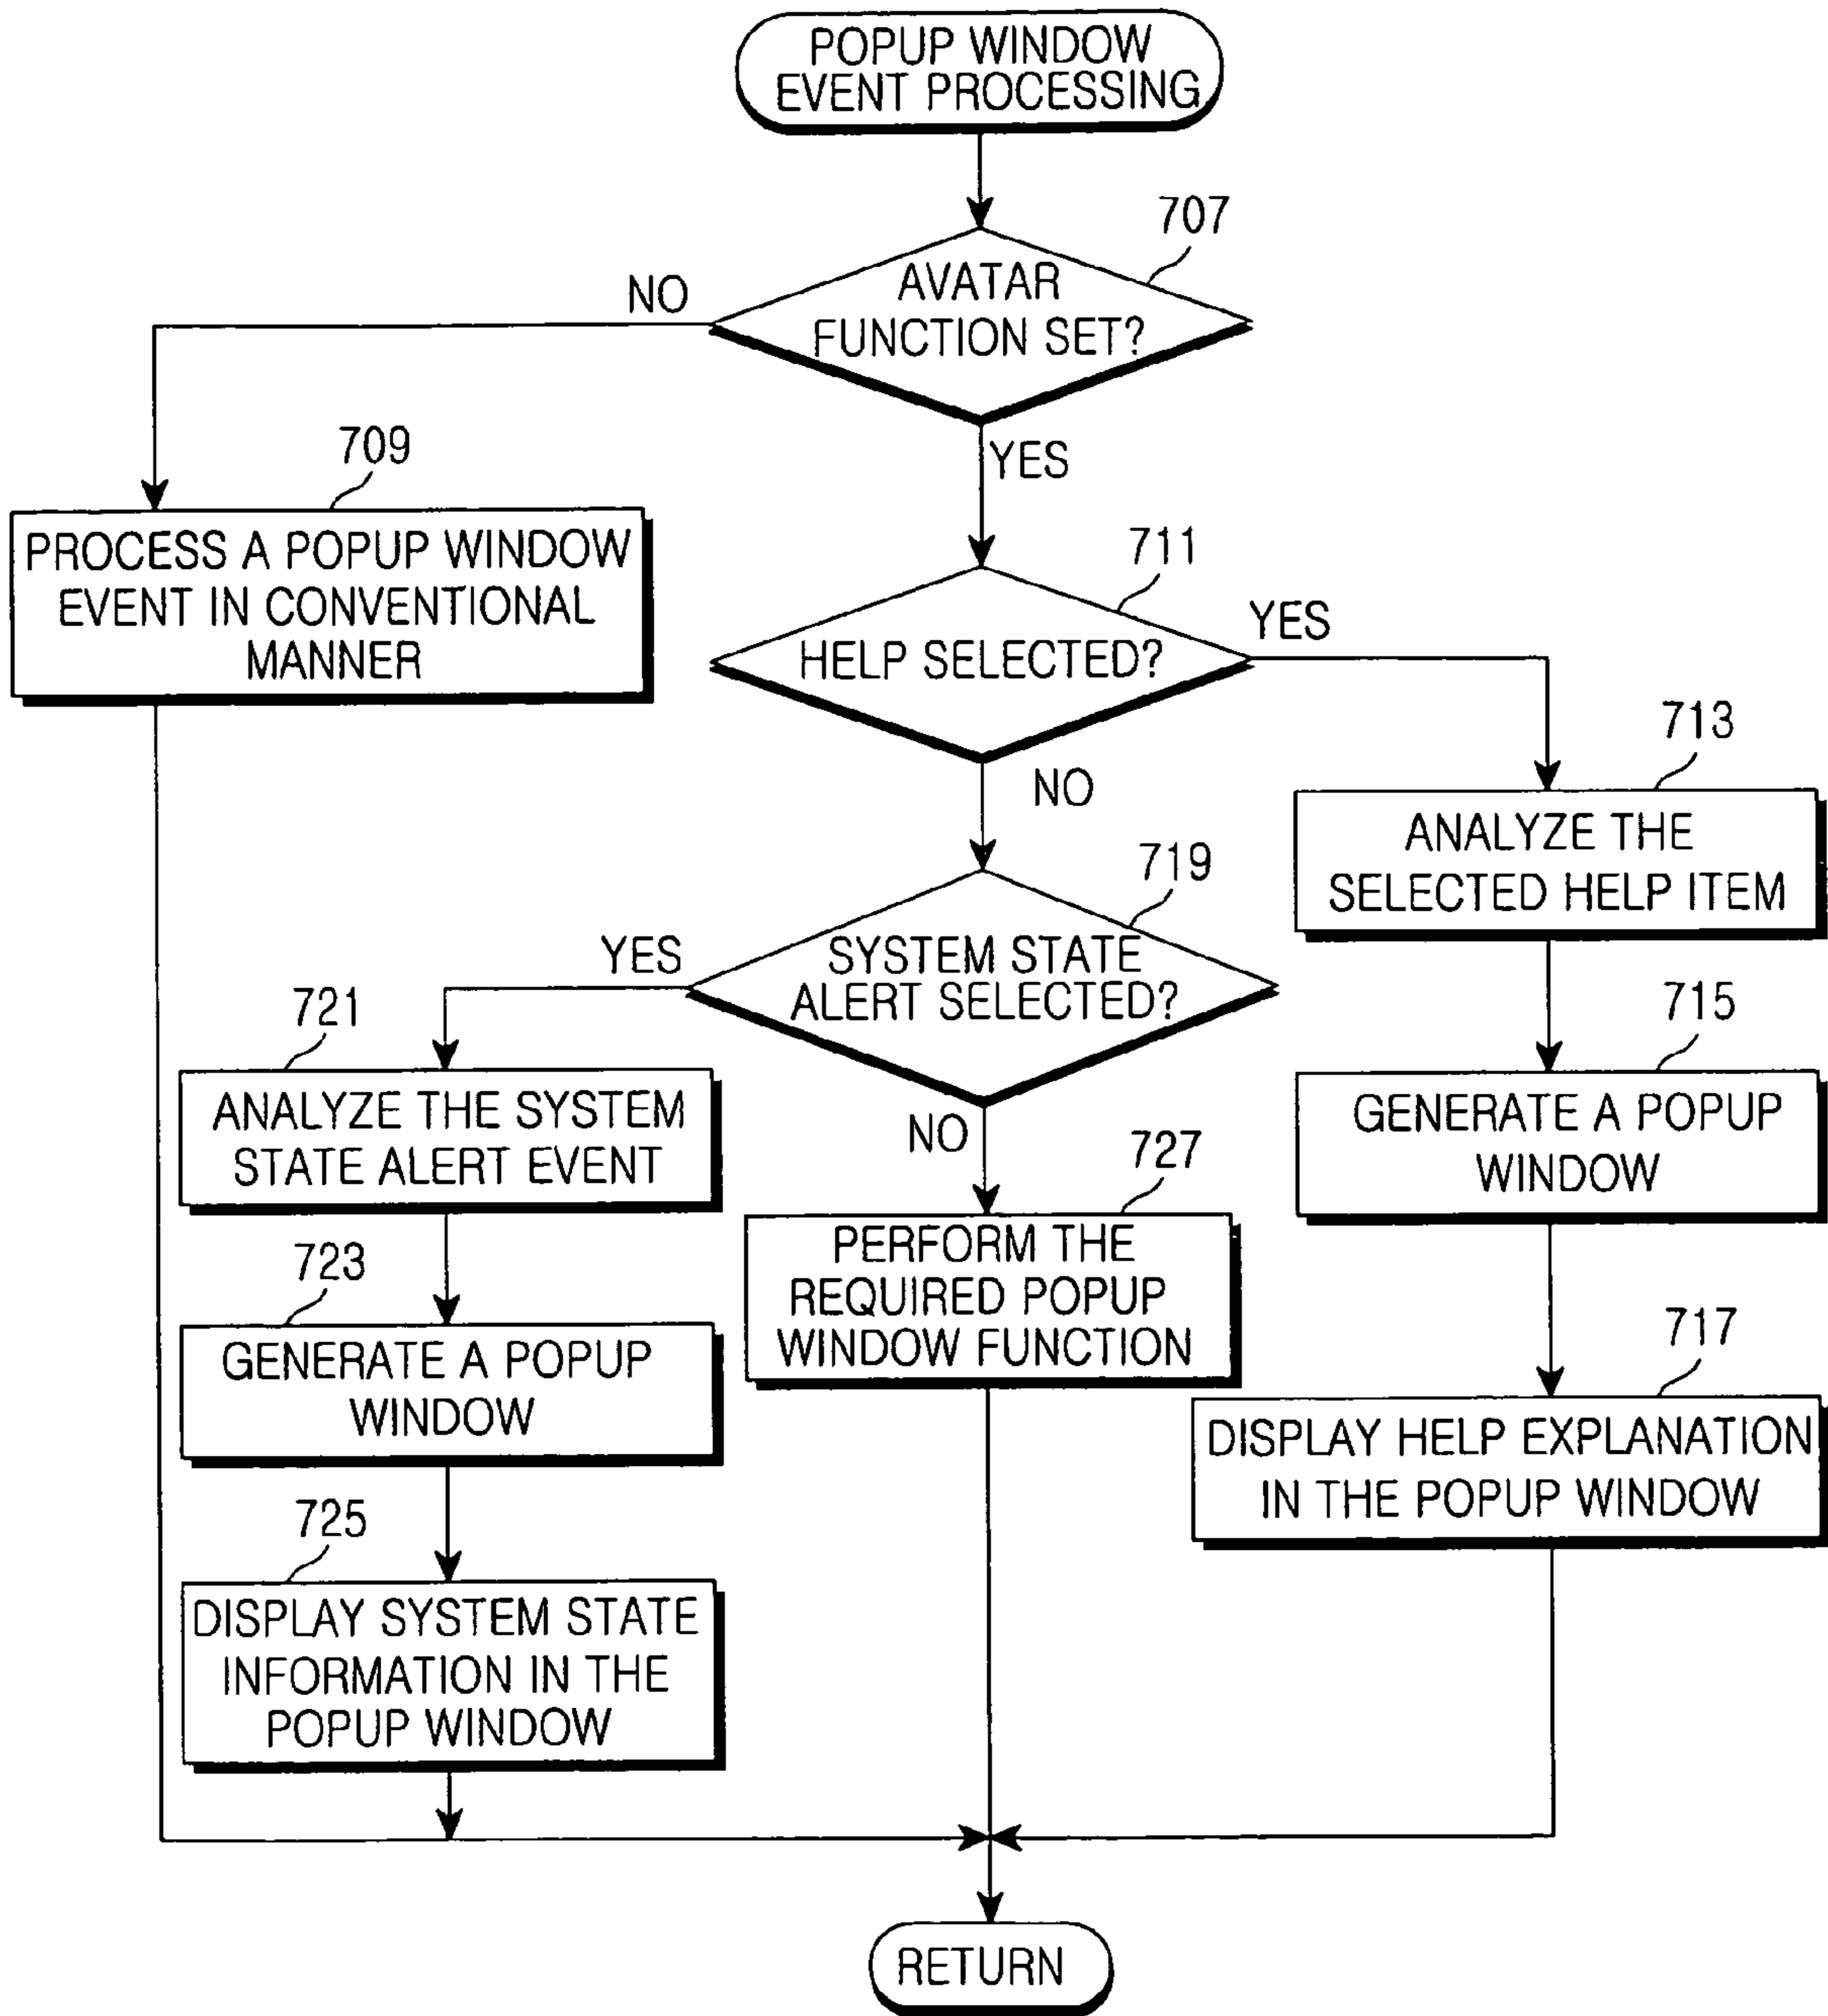 POPUP WINDOW
EVENT PROCESSING
707
AVATAR
FUNCTION SET?
NO
YES
709
PROCESS A POPUP WINDOW
EVENT IN CONVENTIONAL
MANNER
711
HELP SELECTED?
YES
NO
713
ANALYZE THE
SELECTED HELP ITEM
719
SYSTEM STATE
ALERT SELECTED?
YES
NO
721
ANALYZE THE SYSTEM
STATE ALERT EVENT
715
GENERATE A POPUP
WINDOW
727
PERFORM THE
REQUIRED POPUP
WINDOW FUNCTION
723
GENERATE A POPUP
WINDOW
717
DISPLAY HELP EXPLANATION
IN THE POPUP WINDOW
725
DISPLAY SYSTEM STATE
INFORMATION IN THE
POPUP WINDOW
RETURN